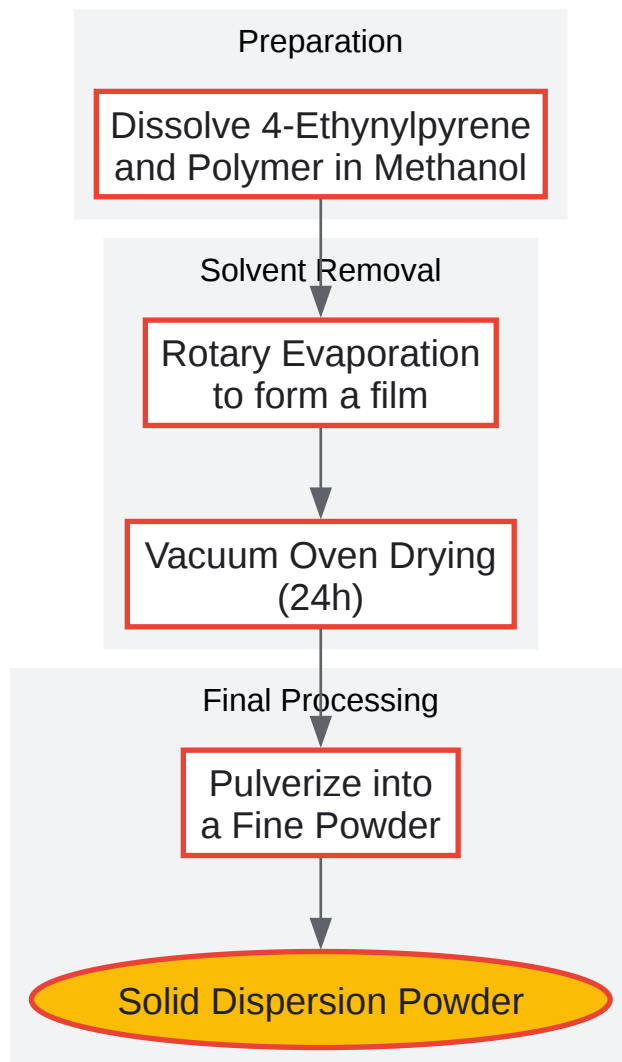 Preparation
Dissolve 4-Ethynylpyrene
and Polymer in Methanol
Solvent Removal
Rotary Evaporation
to form a film
Vacuum Oven Drying
(24h)
Final Processing
Pulverize into
a Fine Powder
Solid Dispersion Powder